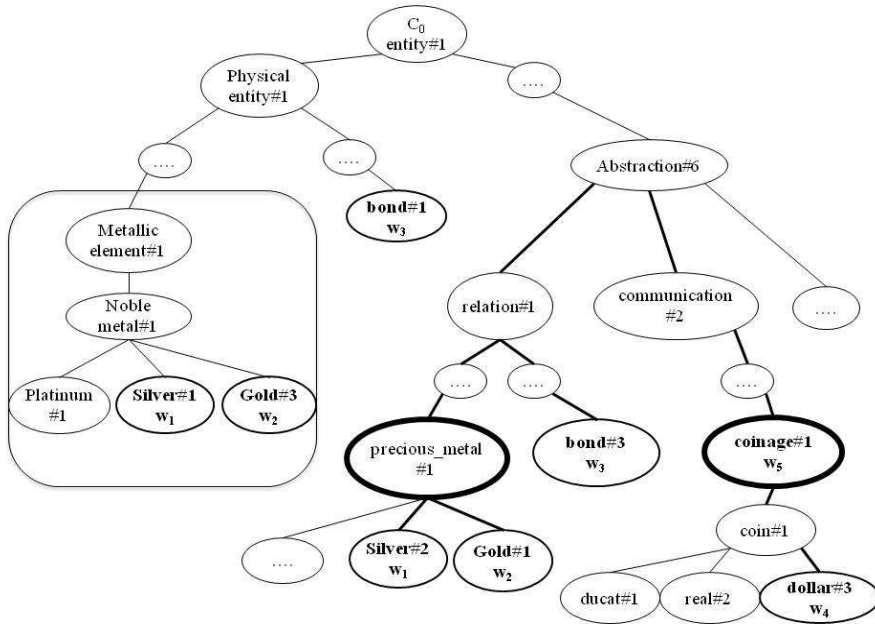 C0
entity#1
Physical
entity#1
....
....
....
Abstraction#6
bond#1
w3
Metallic
element#1
Noble
metal#1
relation#1
communication
#2
....
Platinum
#1
Silver#1
w1
Gold#3
w2
....
....
....
precious_metal
#1
bond#3
w3
coinage#1
w5
coin#1
....
Silver#2
w1
Gold#1
w2
ducat#1
real#2
dollar#3
w4